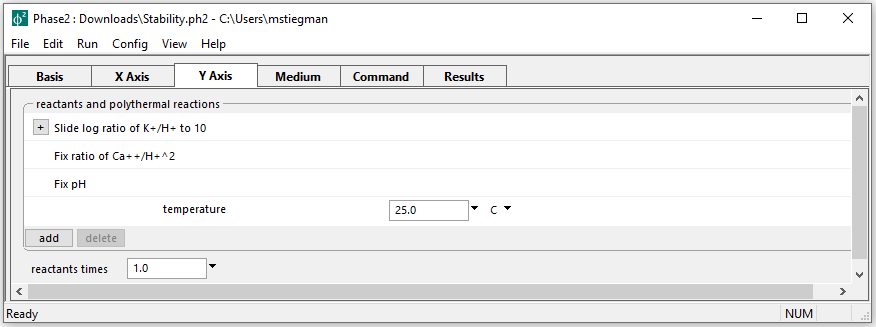 Phase2 : Downloads\Stability.ph2 - C:\Users\mstiegman
File Edit Run Config View Help
Basis X Axis Y Axis Medium Command Results
reactants and polythermal reactions
+ Slide log ratio of K+/H+ to 10
Fix ratio of Ca++/H+^2
Fix pH
temperature 25.0 C
add delete
reactants times 1.0
Ready NUM